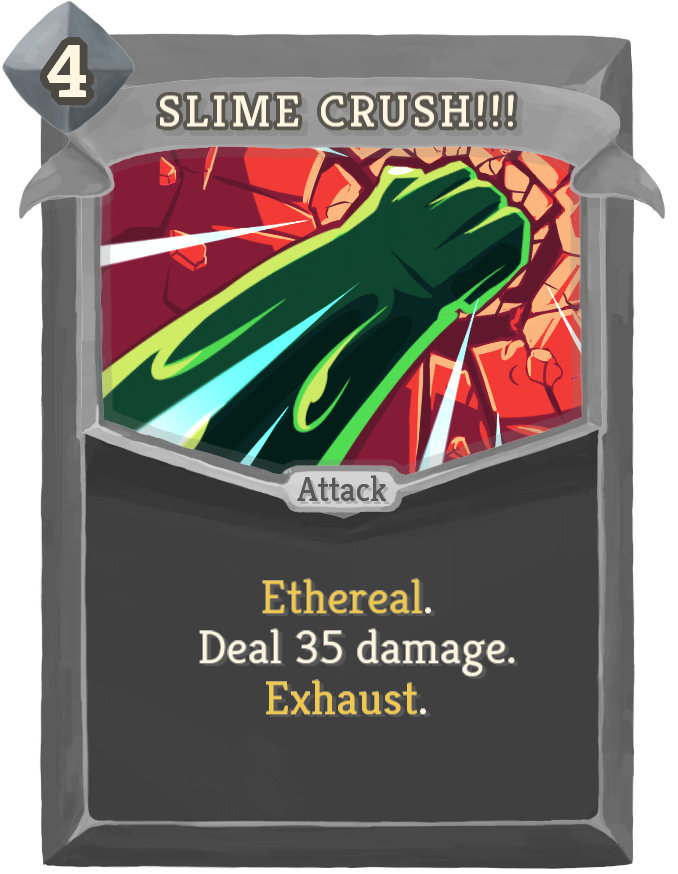 4
SLIME CRUSH!!!
Attack
Ethereal.
Deal 35 damage.
Exhaust.